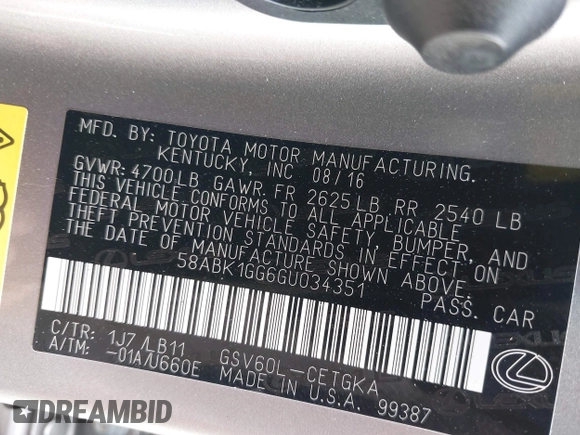 MFD. BY: TOYOTA MOTOR MANUFACTURING.
KENTUCKY, INC 08/16
GVWR: 4700LB GAWR. FR 2625LB RR 2540 LB
THIS VEHICLE CONFORMS TO ALL APPLICABLE
FEDERAL MOTOR VEHICLE SAFETY, BUMPER, AND
THEFT PREVENTION STANDARDS IN EFFECT ON
THE DATE OF MANUFACTURE SHOWN ABOVE.
58ABK1GG6GU034351 PASS. CAR
C/TR: 1J7/LB11 GSV60L-CETGKA
A/TM: -01A/U660E MADE IN U.S.A. 99387
DREAMBID